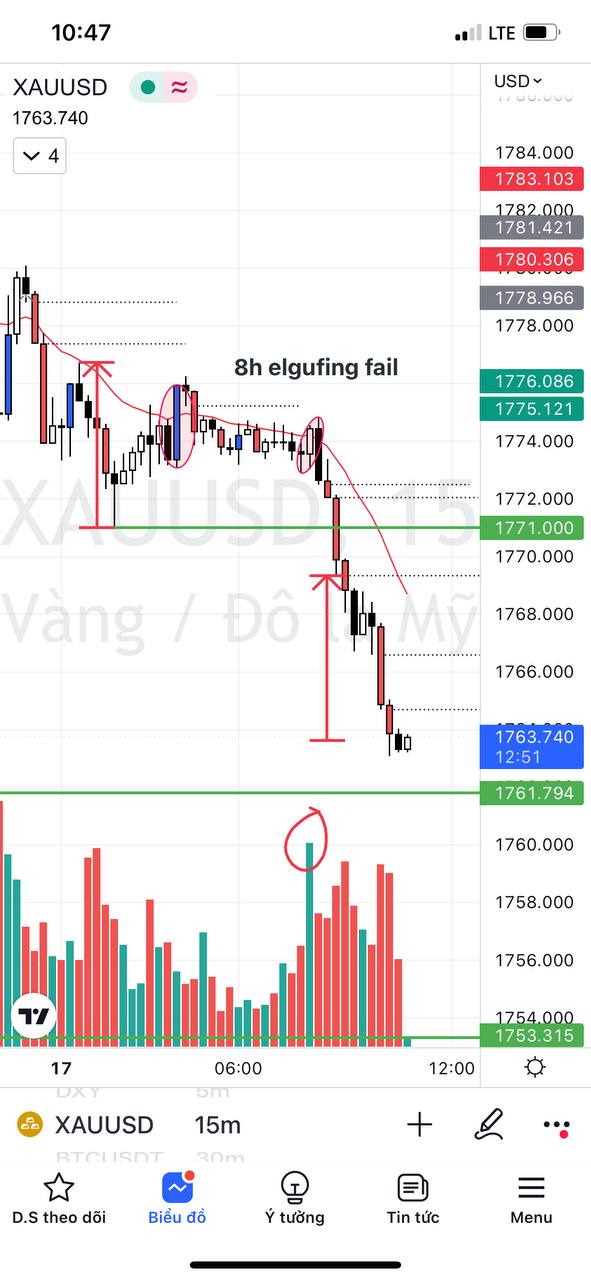 10:47
LTE
XAUUSD
USD
1763.740
4
1784.000
1783.103
1782.000
1781.421
1780.306
1778.966
1778.000
8h elgufing fail
1776.086
1775.121
1774.000
XAUUSD, 15
1772.000
1771.000
1770.000
Vàng / Đô la Mỹ
1768.000
1766.000
1763.740
12:51
1761.794
1760.000
1758.000
1756.000
1754.000
1753.315
17
06:00
12:00
DXY 5m
XAUUSD 15m
BTCUSDT 30m
D.S theo dõi
Biểu đồ
Ý tưởng
Tin tức
Menu